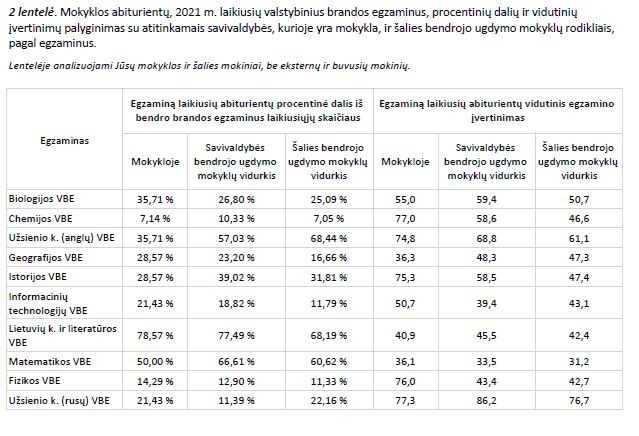 2 lentelė. Mokyklos abiturientų, 2021 m. laikiusių valstybinius brandos egzaminus, procentinių dalių ir vidutinių
įvertinimų palyginimas su atitinkamais savivaldybės, kurioje yra mokykla, ir šalies bendrojo ugdymo mokyklų rodikliais,
pagal egzaminus.
Lentelėje analizuojami Jūsų mokyklos ir šalies mokiniai, be eksternų ir buvusių mokinių.
Egzaminas
Egzaminą laikiusių abiturientų procentinė dalis iš
bendro brandos egzaminus laikiusiųjų skaičiaus
Egzaminą laikiusių abiturientų vidutinis egzamino
įvertinimas
Mokykloje
Savivaldybės
bendrojo ugdymo
mokyklų vidurkis
Šalies bendrojo
ugdymo mokyklų
vidurkis
Mokykloje
Savivaldybės
bendrojo ugdymo
mokyklų vidurkis
Šalies bendrojo
ugdymo mokyklų
vidurkis
Biologijos VBE 35,71 % 26,80 % 25,09 % 55,0 59,4 50,7
Chemijos VBE 7,14 % 10,33 % 7,05 % 77,0 58,6 46,6
Užsienio k. (anglų) VBE 35,71 % 57,03 % 68,44 % 74,8 68,8 61,1
Geografijos VBE 28,57 % 23,20 % 16,66 % 36,3 48,3 47,3
Istorijos VBE 28,57 % 39,02 % 31,81 % 75,3 58,5 47,4
Informacinių
technologijų VBE 21,43 % 18,82 % 11,79 % 50,7 39,4 43,1
Lietuvių k. ir literatūros
VBE 78,57 % 77,49 % 68,19 % 40,9 45,5 42,4
Matematikos VBE 50,00 % 66,61 % 60,62 % 36,1 33,5 31,2
Fizikos VBE 14,29 % 12,90 % 11,33 % 76,0 43,4 42,7
Užsienio k. (rusų) VBE 21,43 % 11,39 % 22,16 % 77,3 86,2 76,7